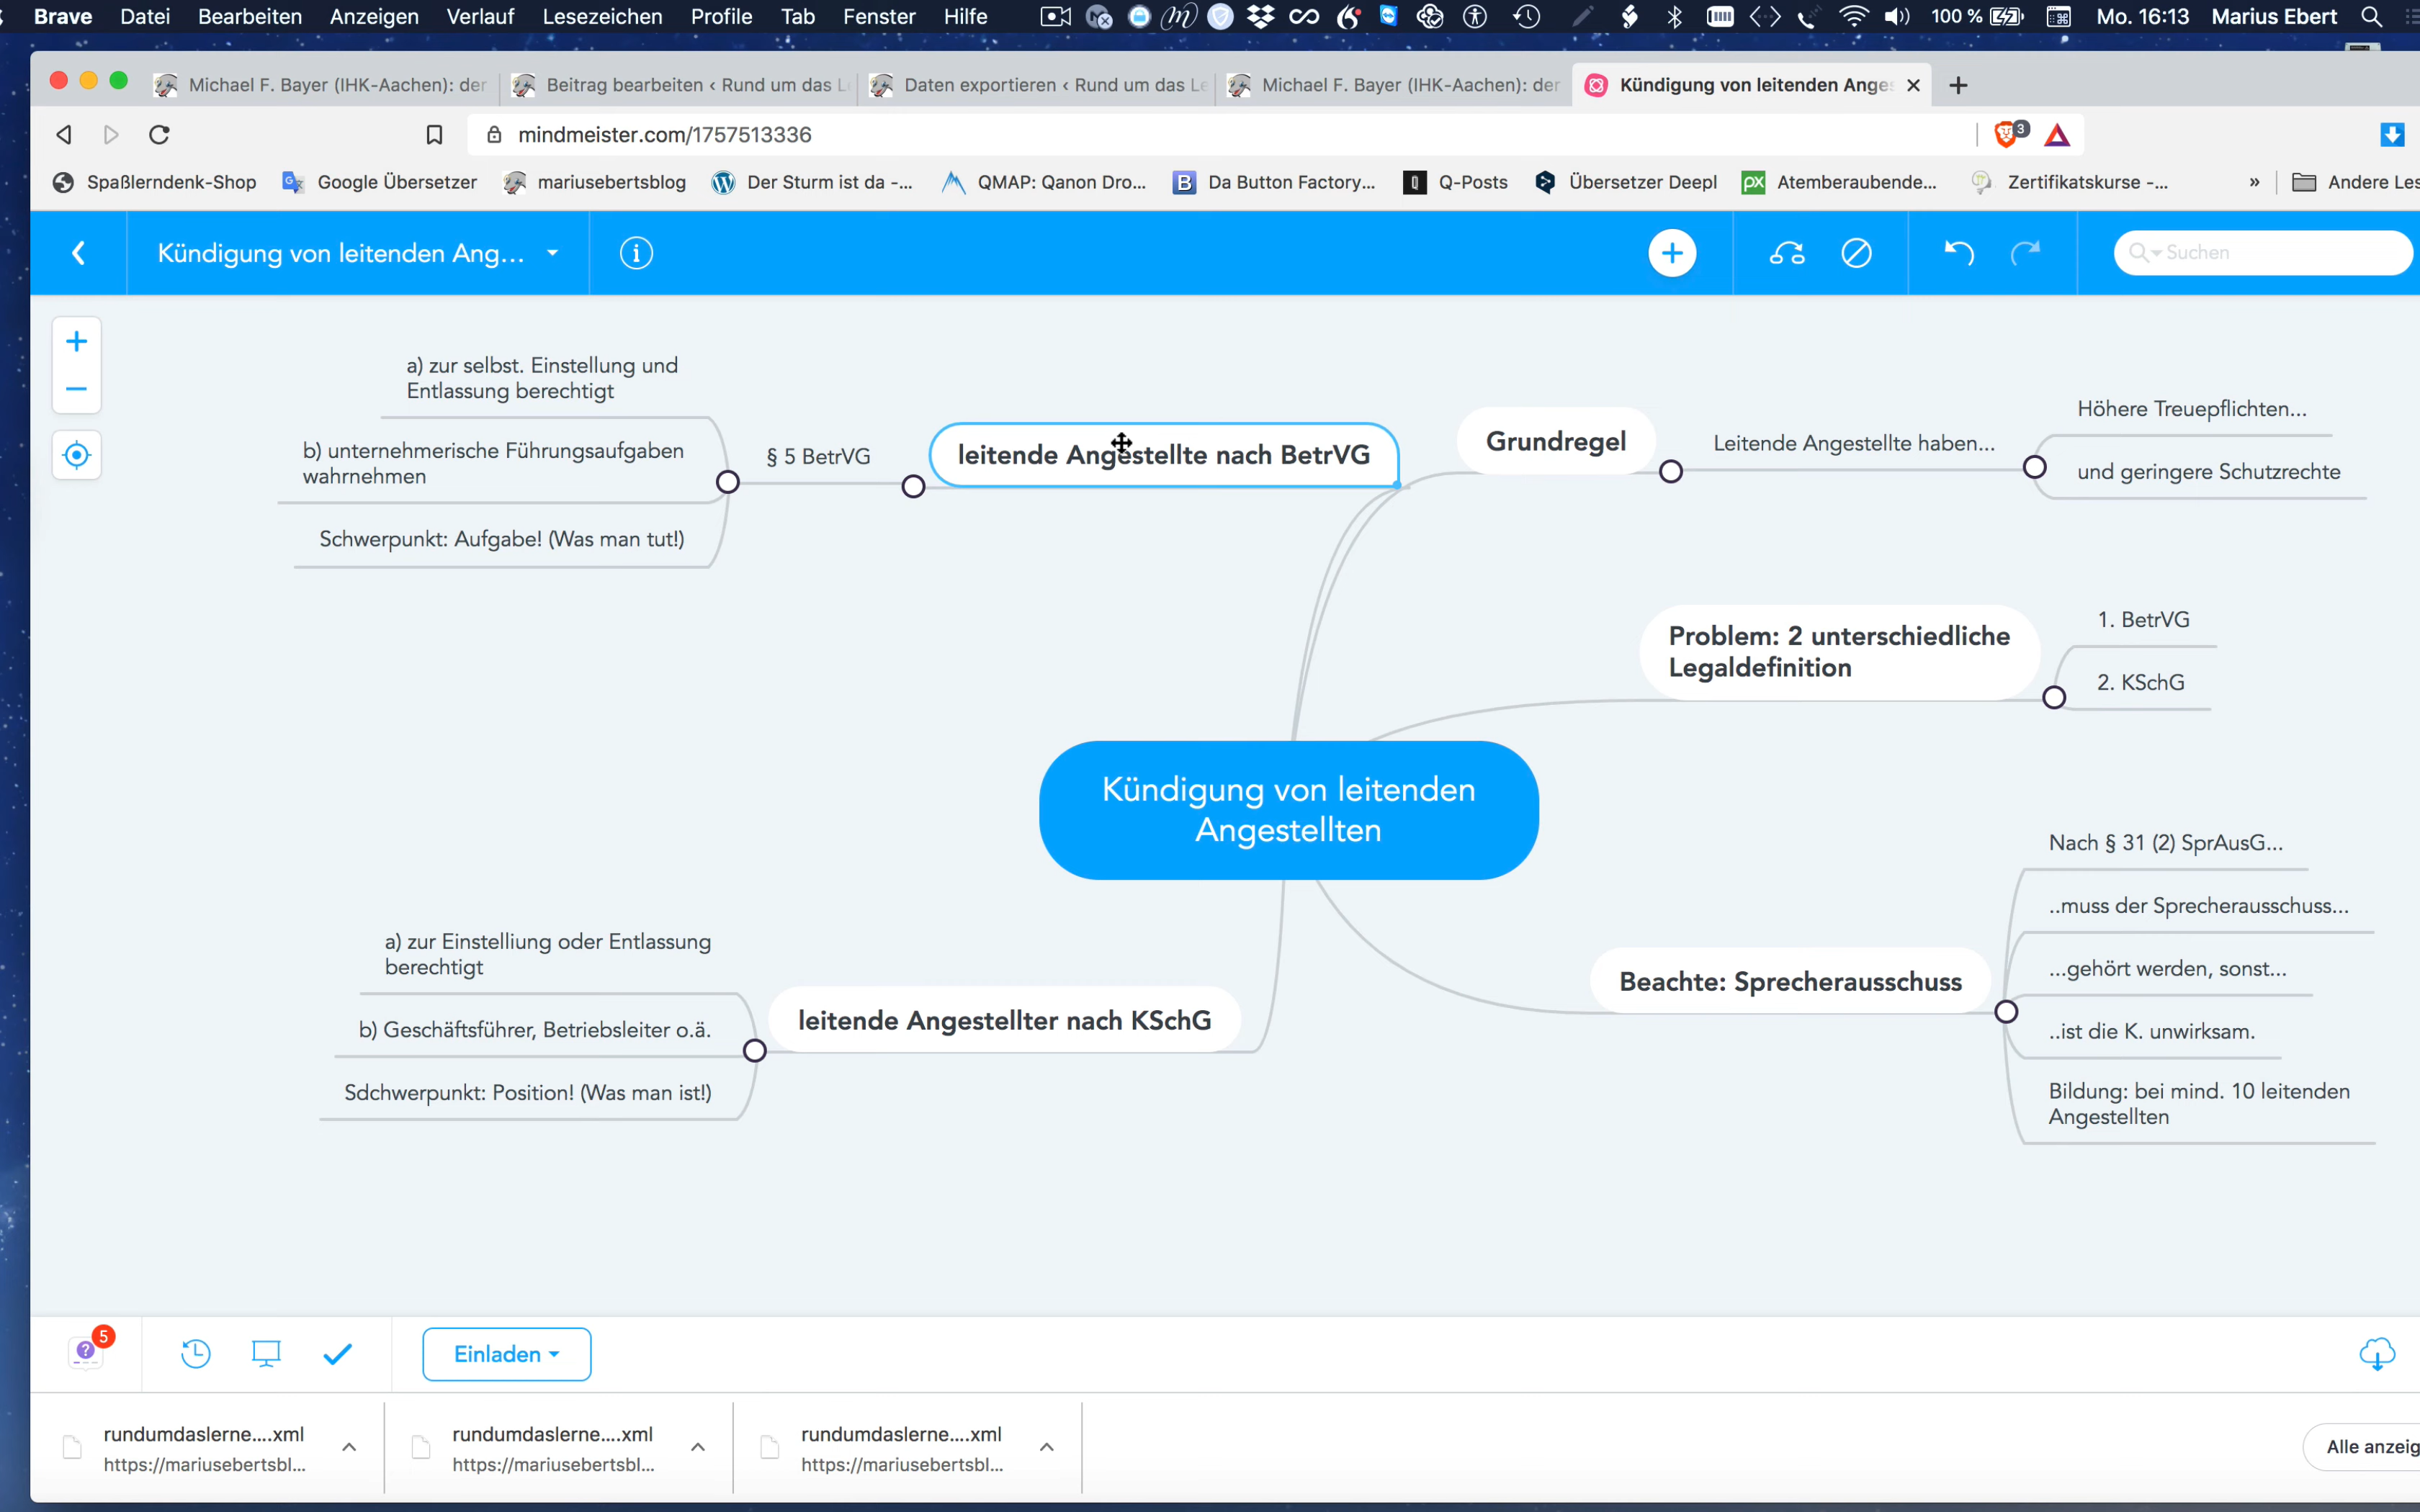 Brave Datei Bearbeiten Anzeigen Verlauf Lesezeichen Profile Tab Fenster Hilfe 100 % Mo. 16:13 Marius Ebert
Michael F. Bayer (IHK-Aachen): der
Beitrag bearbeiten ‹ Rund um das L
Daten exportieren ‹ Rund um das Le
Michael F. Bayer (IHK-Aachen): der
Kündigung von leitenden Anges
mindmeister.com/1757513336
3
Spaßlerndenk-Shop
Google Übersetzer
mariusebertsblog
Der Sturm ist da -...
QMAP: Qanon Dro...
Da Button Factory...
Q-Posts
Übersetzer Deepl
Atemberaubende...
Zertifikatskurse -...
»
Andere Les
Kündigung von leitenden Ang...
Suchen
a) zur selbst. Einstellung und
Entlassung berechtigt
b) unternehmerische Führungsaufgaben
wahrnehmen
Schwerpunkt: Aufgabe! (Was man tut!)
§ 5 BetrVG
leitende Angestellte nach BetrVG
Grundregel
Leitende Angestellte haben...
Höhere Treuepflichten...
und geringere Schutzrechte
Problem: 2 unterschiedliche
Legaldefinition
1. BetrVG
2. KSchG
Kündigung von leitenden
Angestellten
a) zur Einstelliung oder Entlassung
berechtigt
b) Geschäftsführer, Betriebsleiter o.ä.
Sdchwerpunkt: Position! (Was man ist!)
leitende Angestellter nach KSchG
Beachte: Sprecherausschuss
Nach § 31 (2) SprAusG...
..muss der Sprecherausschuss...
...gehört werden, sonst...
..ist die K. unwirksam.
Bildung: bei mind. 10 leitenden
Angestellten
5
Einladen
rundumdaslerne....xml
https://mariusebertsbl...
rundumdaslerne....xml
https://mariusebertsbl...
rundumdaslerne....xml
https://mariusebertsbl...
Alle anzeig